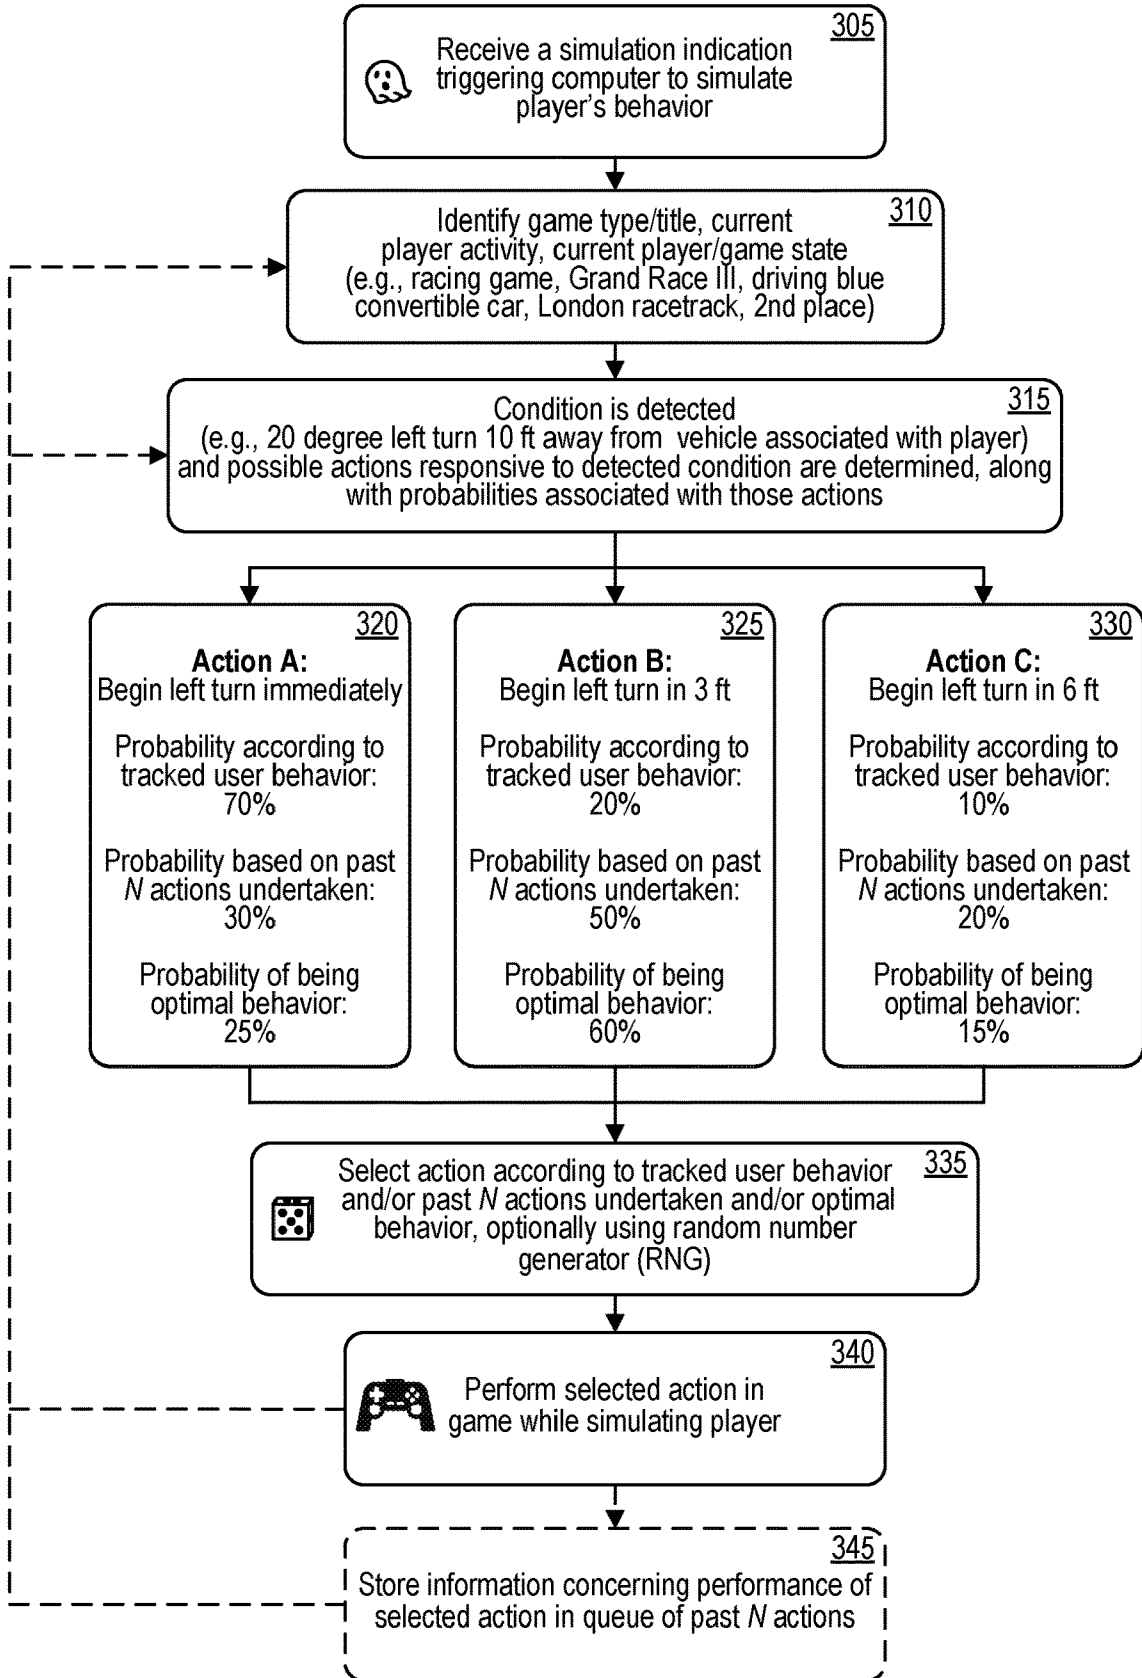 305
Receive a simulation indication
triggering computer to simulate
player's behavior
310
Identify game type/title, current
player activity, current player/game state
(e.g., racing game, Grand Race III, driving blue
convertible car, London racetrack, 2nd place)
315
Condition is detected
(e.g., 20 degree left turn 10 ft away from vehicle associated with player)
and possible actions responsive to detected condition are determined, along
with probabilities associated with those actions
320
Action A:
Begin left turn immediately
Probability according to
tracked user behavior:
70%
Probability based on past
N actions undertaken:
30%
Probability of being
optimal behavior:
25%
325
Action B:
Begin left turn in 3 ft
Probability according to
tracked user behavior:
20%
Probability based on past
N actions undertaken:
50%
Probability of being
optimal behavior:
60%
330
Action C:
Begin left turn in 6 ft
Probability according to
tracked user behavior:
10%
Probability based on past
N actions undertaken:
20%
Probability of being
optimal behavior:
15%
335
Select action according to tracked user behavior
and/or past N actions undertaken and/or optimal
behavior, optionally using random number
generator (RNG)
340
Perform selected action in
game while simulating player
345
Store information concerning performance of
selected action in queue of past N actions